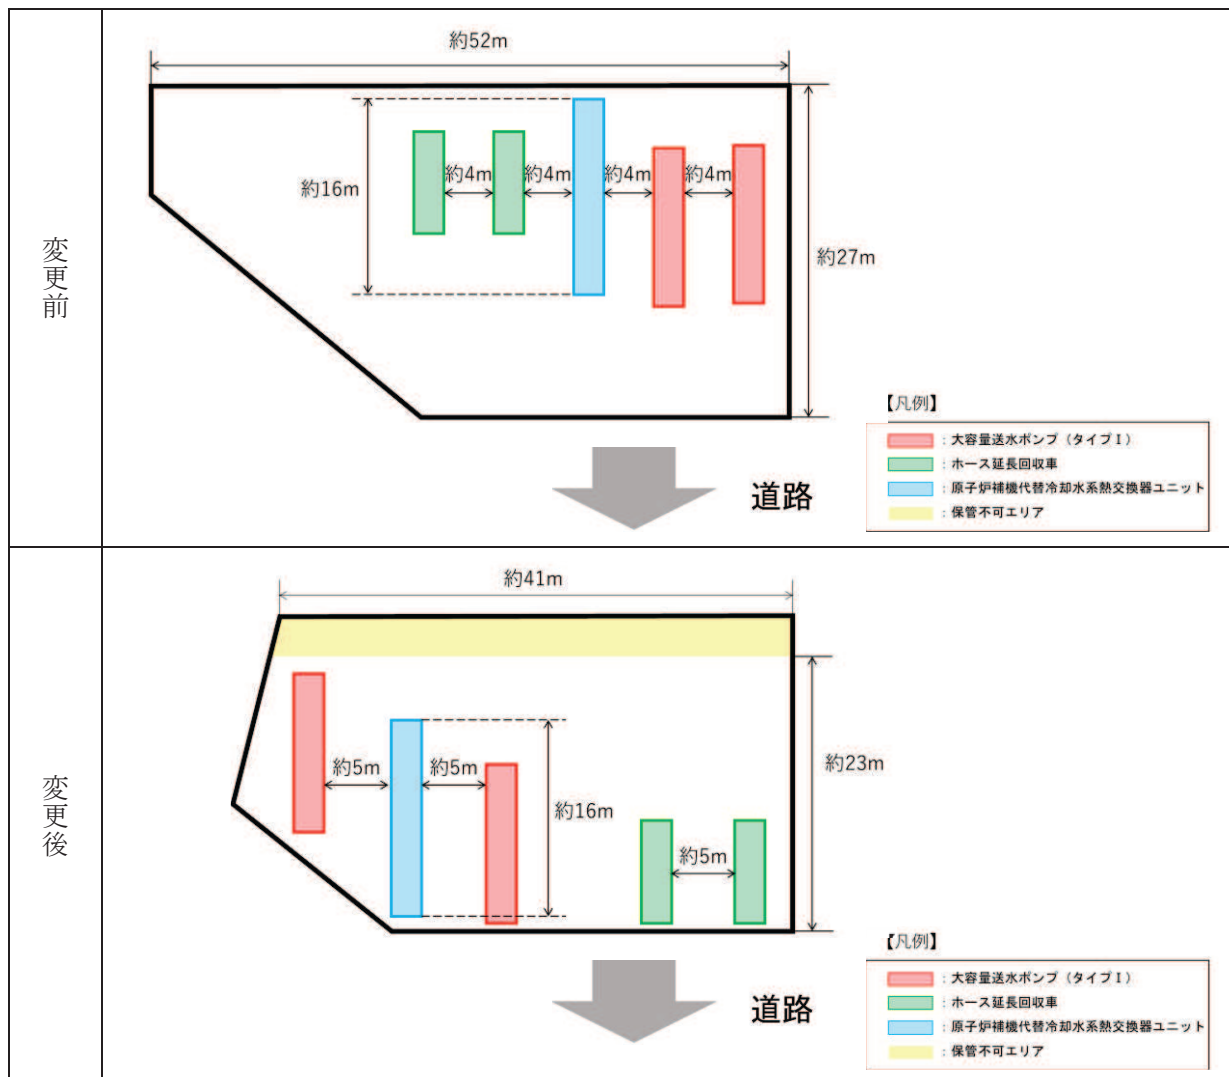 変更前
約52m
約16m
約4m
約4m
約4m
約4m
約27m
道路
【凡例】
：大容量送水ポンプ（タイプⅠ）
：ホース延長回収車
：原子炉補機代替冷却水系熱交換器ユニット
：保管不可エリア
変更後
約41m
約5m
約5m
約16m
約5m
約23m
道路
【凡例】
：大容量送水ポンプ（タイプⅠ）
：ホース延長回収車
：原子炉補機代替冷却水系熱交換器ユニット
：保管不可エリア